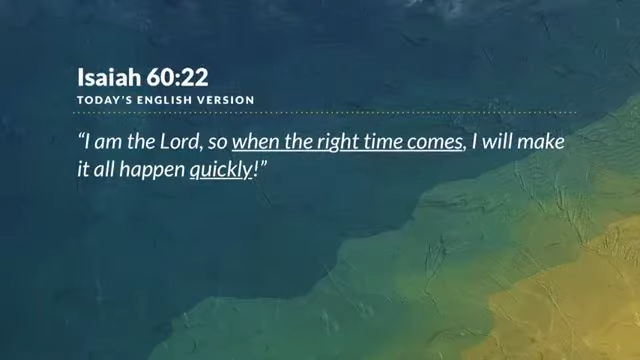 Isaiah 60:22
TODAY'S ENGLISH VERSION
“I am the Lord, so when the right time comes, I will make
it all happen quickly!”